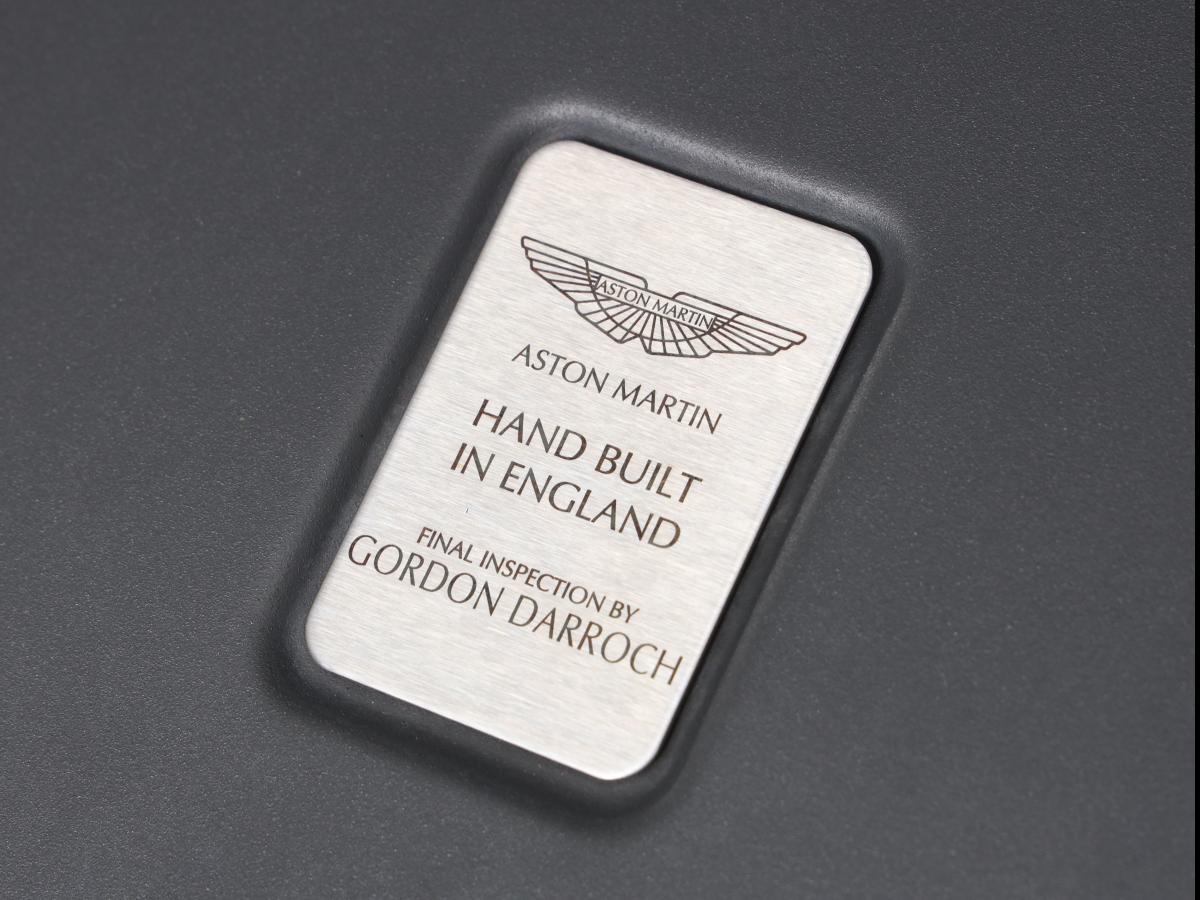 ASTON MARTIN
ASTON MARTIN
HAND BUILT
IN ENGLAND
FINAL INSPECTION BY
GORDON DARROCH